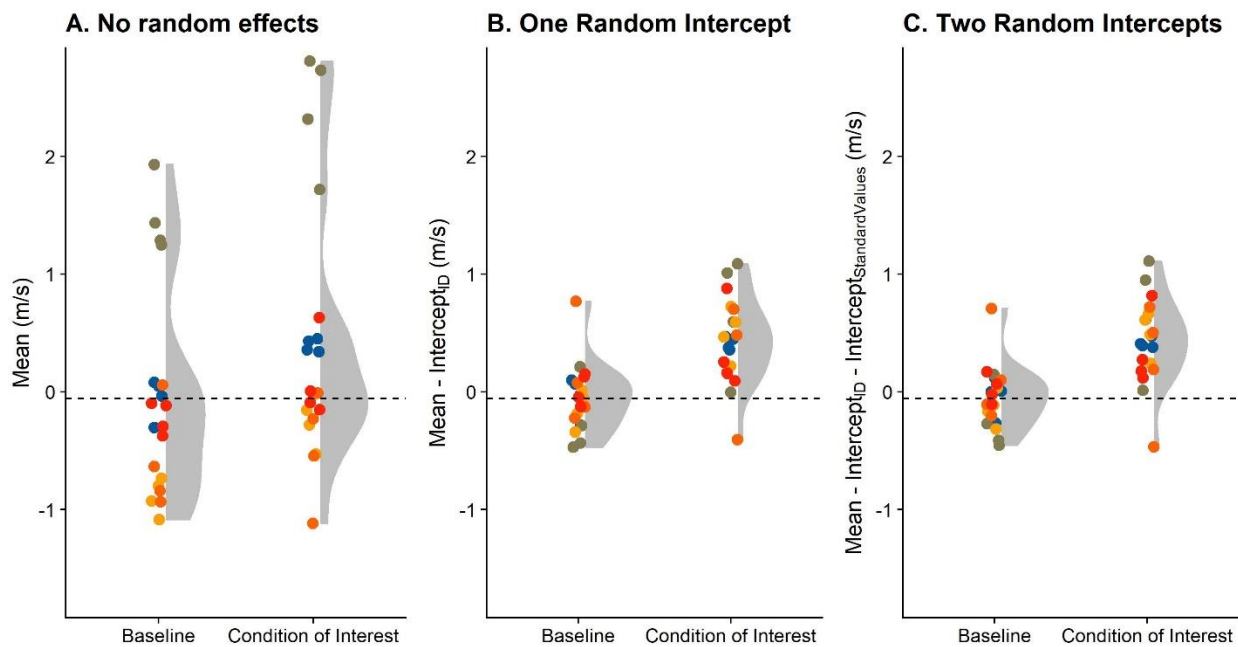 A. No random effects
Mean (m/s)
2
1
0
-1
Baseline
Condition of Interest
B. One Random Intercept
Mean - Intercept_ID (m/s)
2
1
0
-1
Baseline
Condition of Interest
C. Two Random Intercepts
Mean - Intercept_ID - Intercept_StandardValues (m/s)
2
1
0
-1
Baseline
Condition of Interest